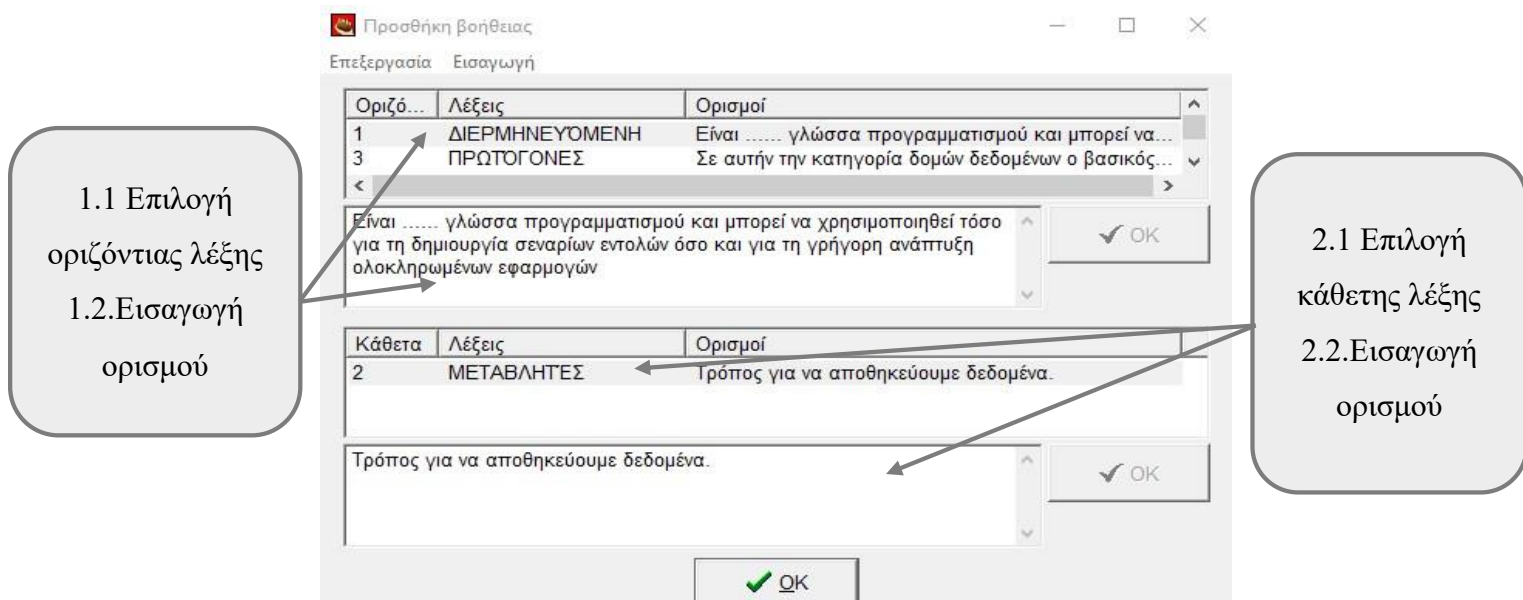 Προσθήκη βοήθειας
Επεξεργασία Εισαγωγή
Οριζό... Λέξεις Ορισμοί
1 ΔΙΕΡΜΗΝΕΥΌΜΕΝΗ Είναι ...... γλώσσα προγραμματισμού και μπορεί να...
3 ΠΡΩΤΌΓΟΝΕΣ Σε αυτήν την κατηγορία δομών δεδομένων ο βασικός...
Είναι ...... γλώσσα προγραμματισμού και μπορεί να χρησιμοποιηθεί τόσο
για τη δημιουργία σεναρίων εντολών όσο και για τη γρήγορη ανάπτυξη
ολοκληρωμένων εφαρμογών
OK
Κάθετα Λέξεις Ορισμοί
2 ΜΕΤΑΒΛΗΤΈΣ Τρόπος για να αποθηκεύουμε δεδομένα.
Τρόπος για να αποθηκεύουμε δεδομένα.
OK
OK
1.1 Επιλογή
οριζόντιας λέξης
1.2.Εισαγωγή
ορισμού
2.1 Επιλογή
κάθετης λέξης
2.2.Εισαγωγή
ορισμού